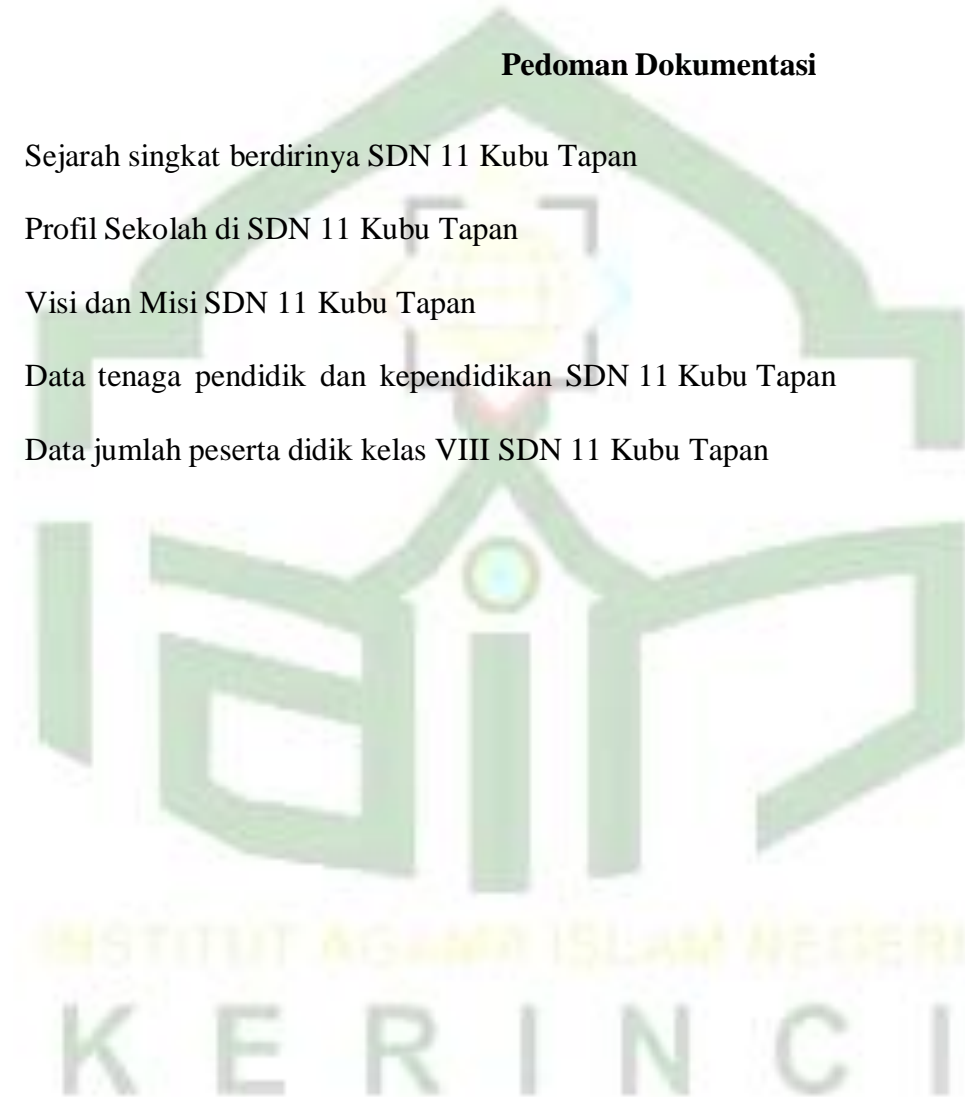 Pedoman Dokumentasi
Sejarah singkat berdirinya SDN 11 Kubu Tapan
Profil Sekolah di SDN 11 Kubu Tapan
Visi dan Misi SDN 11 Kubu Tapan
Data tenaga pendidik dan kependidikan SDN 11 Kubu Tapan
Data jumlah peserta didik kelas VIII SDN 11 Kubu Tapan
iain
INSTITUT AGAMA ISLAM NEGERI
KERINCI